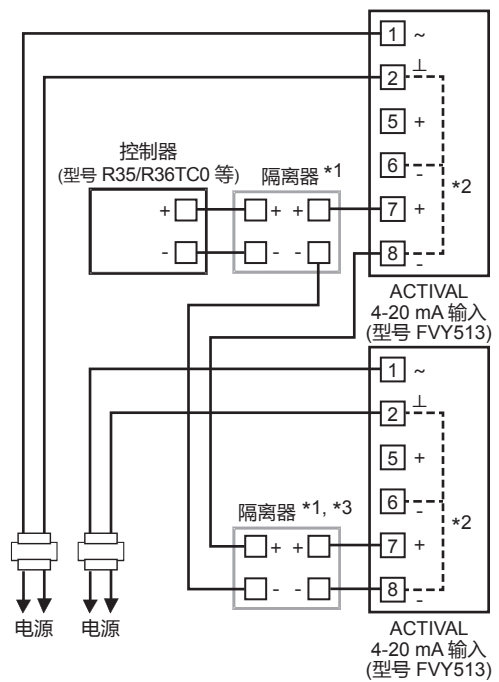 1 ~
2 ⊥
5 +
6 -
*2
7 +
8 -
ACTIVAL
4-20 mA 输入
(型号 FVY513)
控制器
(型号 R35/R36TC0 等)
+
-
隔离器 *1
+ +
- -
1 ~
2 ⊥
5 +
6 -
*2
7 +
8 -
ACTIVAL
4-20 mA 输入
(型号 FVY513)
隔离器 *1, *3
+ +
- -
电源 电源